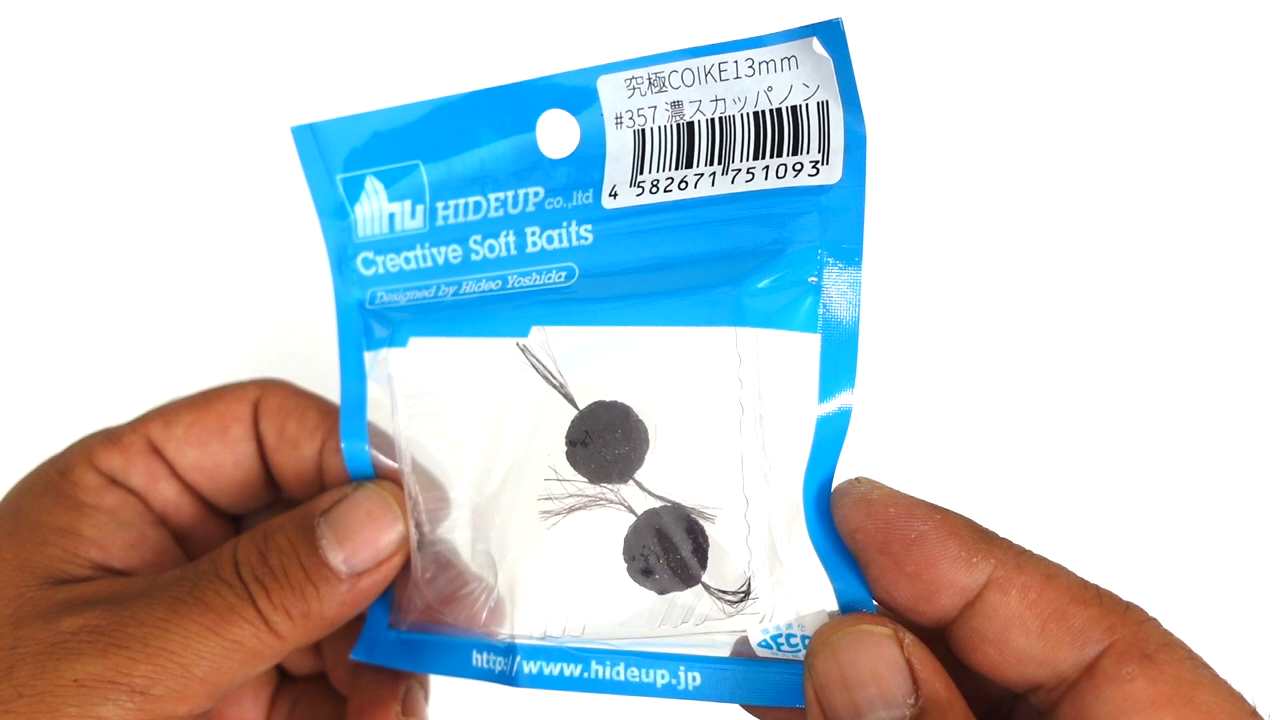 究極COIKE13mm
#357 濃スカッパノン
4 582671 751093
HIDEUP co.,ltd
Creative Soft Baits
Designed by Hideo Yoshida
http://www.hideup.jp